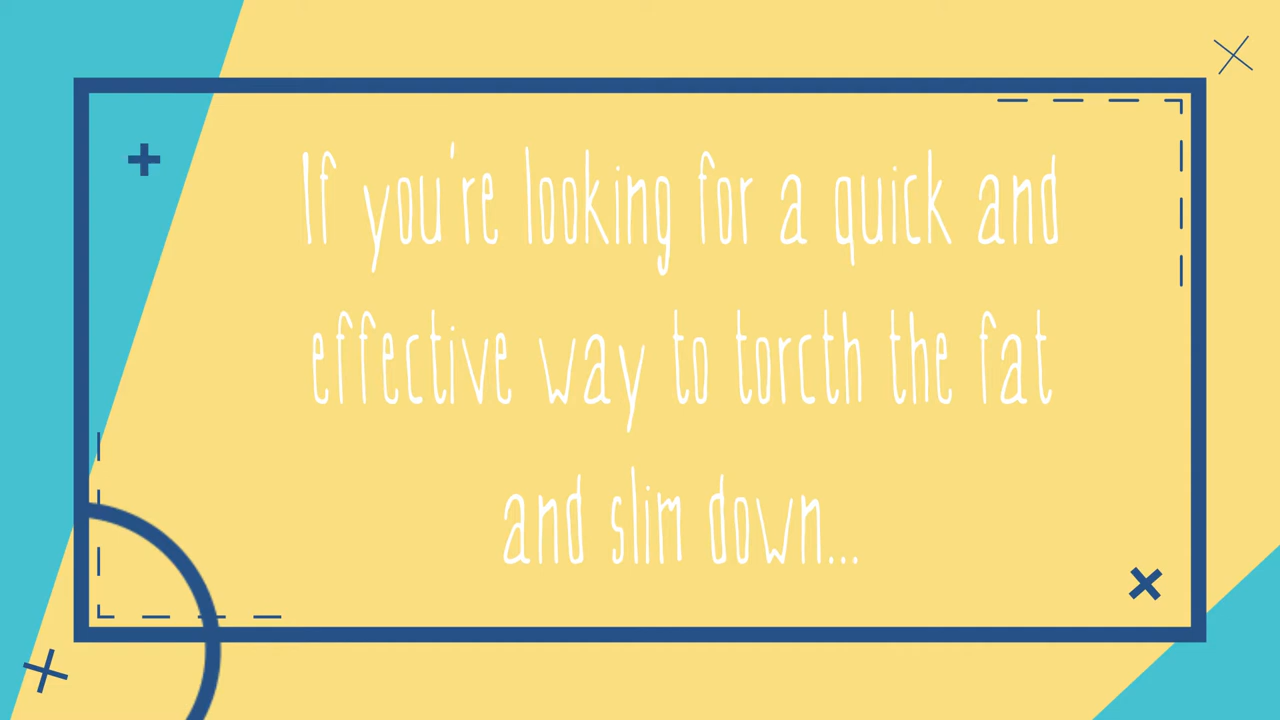 If you're looking for a quick and
effective way to torcth the fat
and slim down...